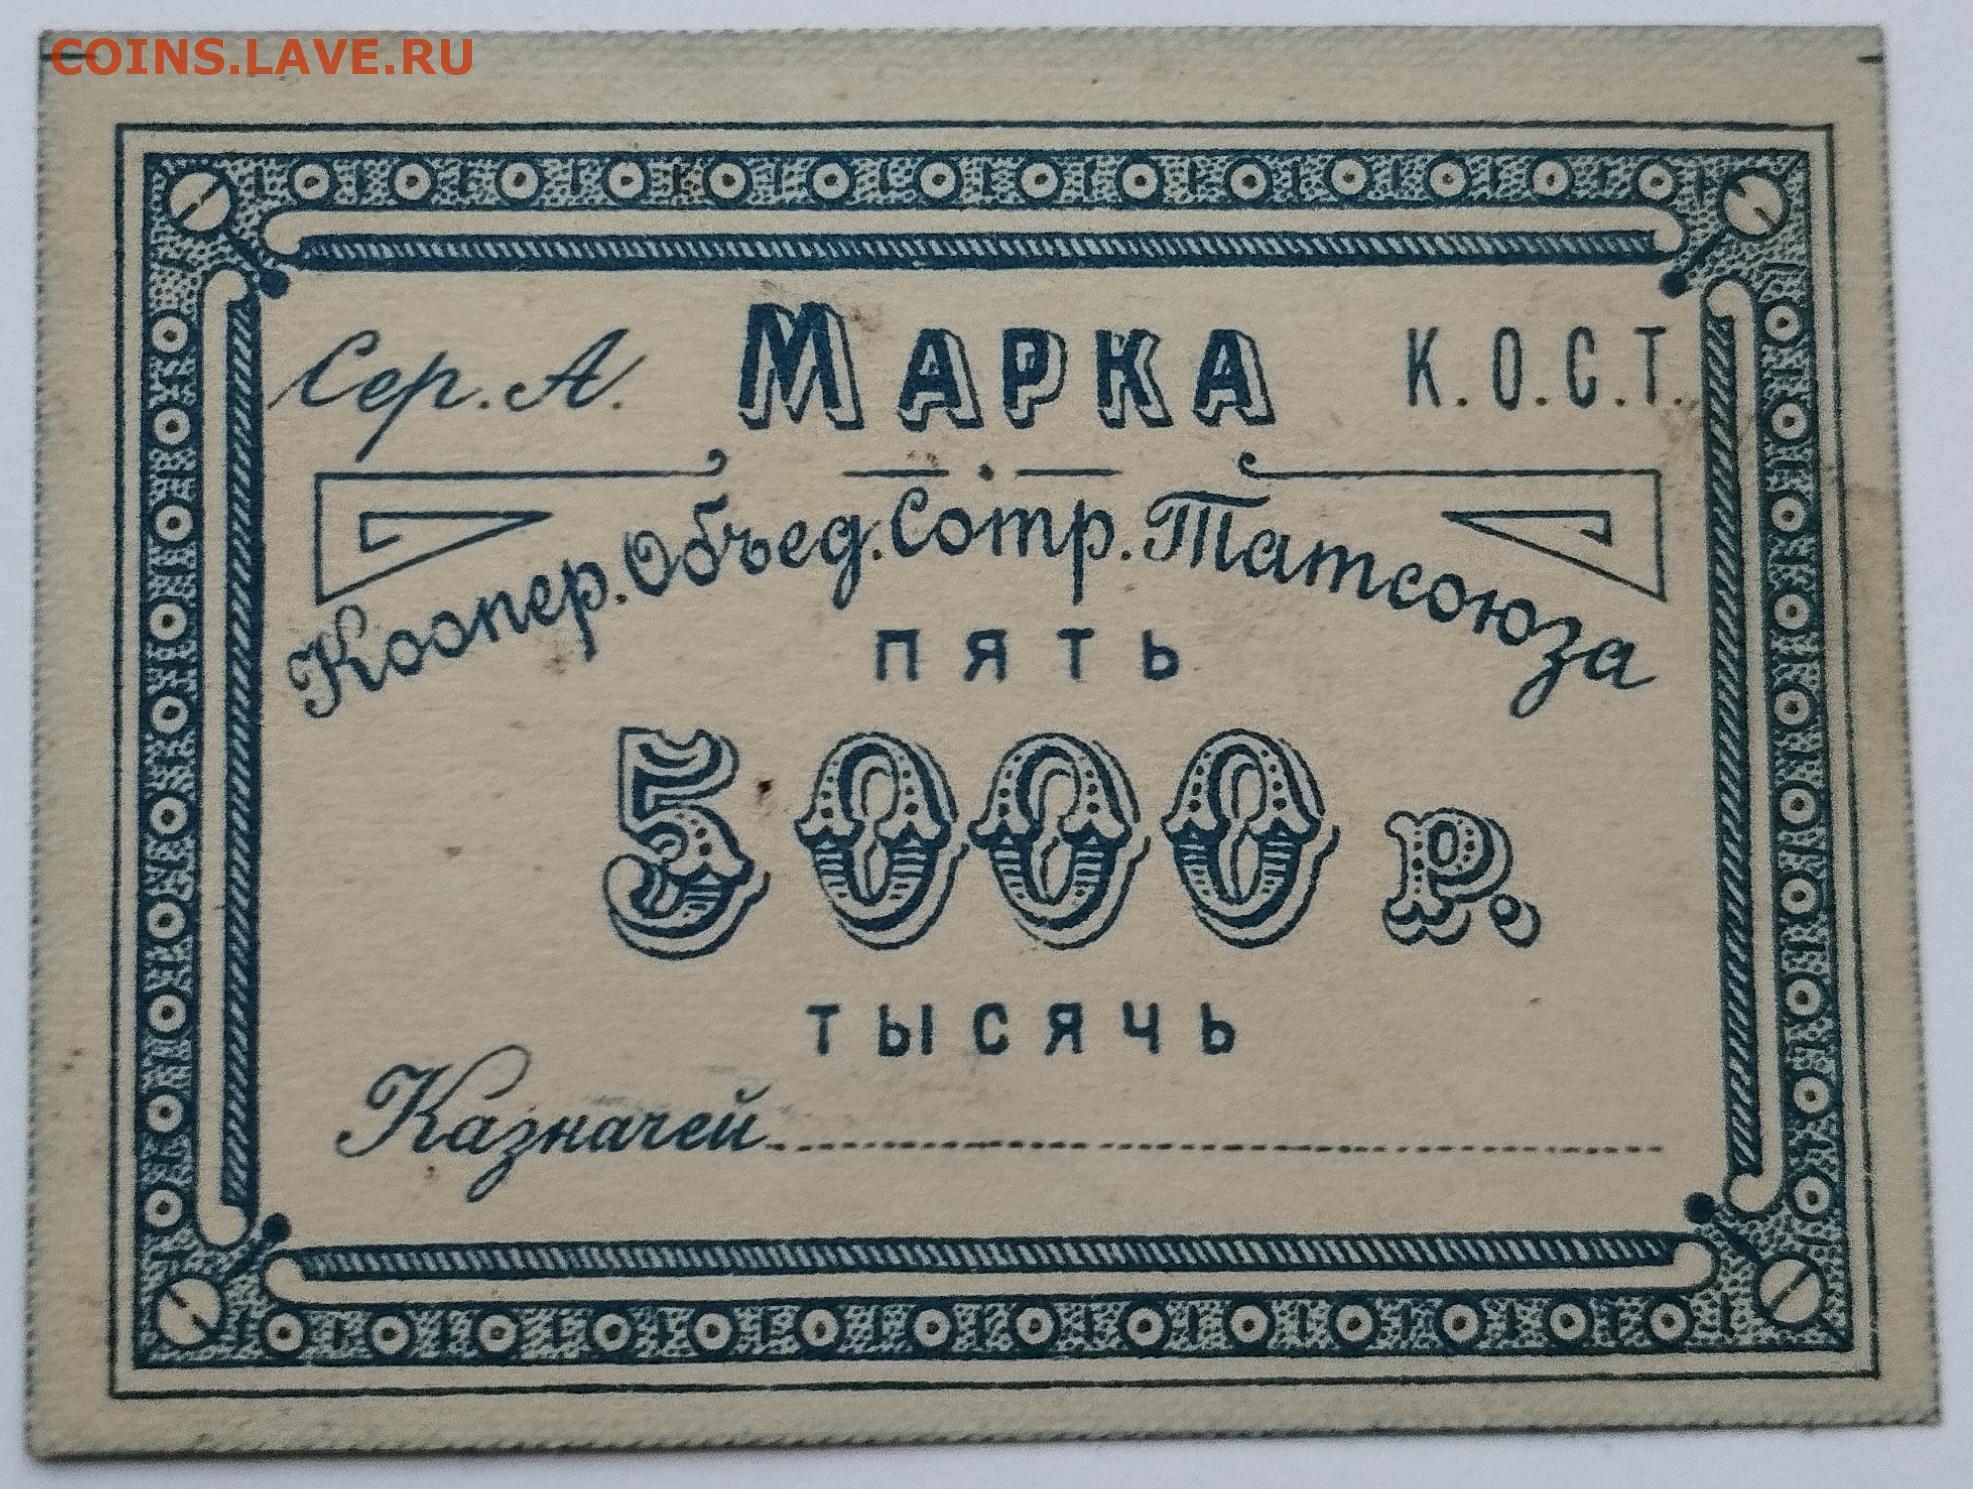 COINS.LAVE.RU
Сер. А. МАРКА К.О.С.Т.
Коопер. Объед. Сотр. Татсоюза
ПЯТЬ
5000 р.
ТЫСЯЧЬ
Казначей